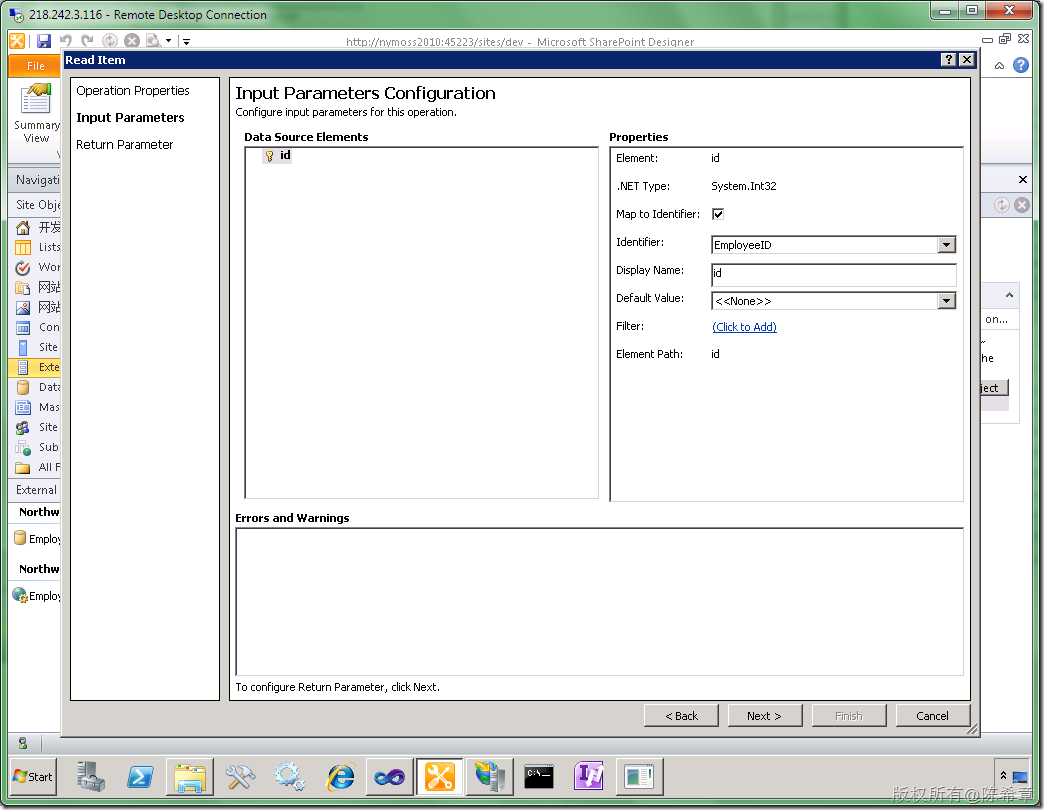 218.242.3.116 - Remote Desktop Connection
http://nymoss2010:45223/sites/dev - Microsoft SharePoint Designer
File
Read Item
Summary
View
Navigati
Site Obje
开发
Lists
Wor
网站
网站
Con
Site
Exte
Data
Mas
Site
Sub
All F
External
Northw
Employ
Northw
Employ
Operation Properties
Input Parameters
Return Parameter
Input Parameters Configuration
Configure input parameters for this operation.
Data Source Elements
id
Properties
Element: id
.NET Type: System.Int32
Map to Identifier:
Identifier: EmployeeID
Display Name: id
Default Value: <<None>>
Filter: (Click to Add)
Element Path: id
on...
he
ject
Errors and Warnings
To configure Return Parameter, click Next.
< Back Next > Finish Cancel
Start
版权所有@陈希章